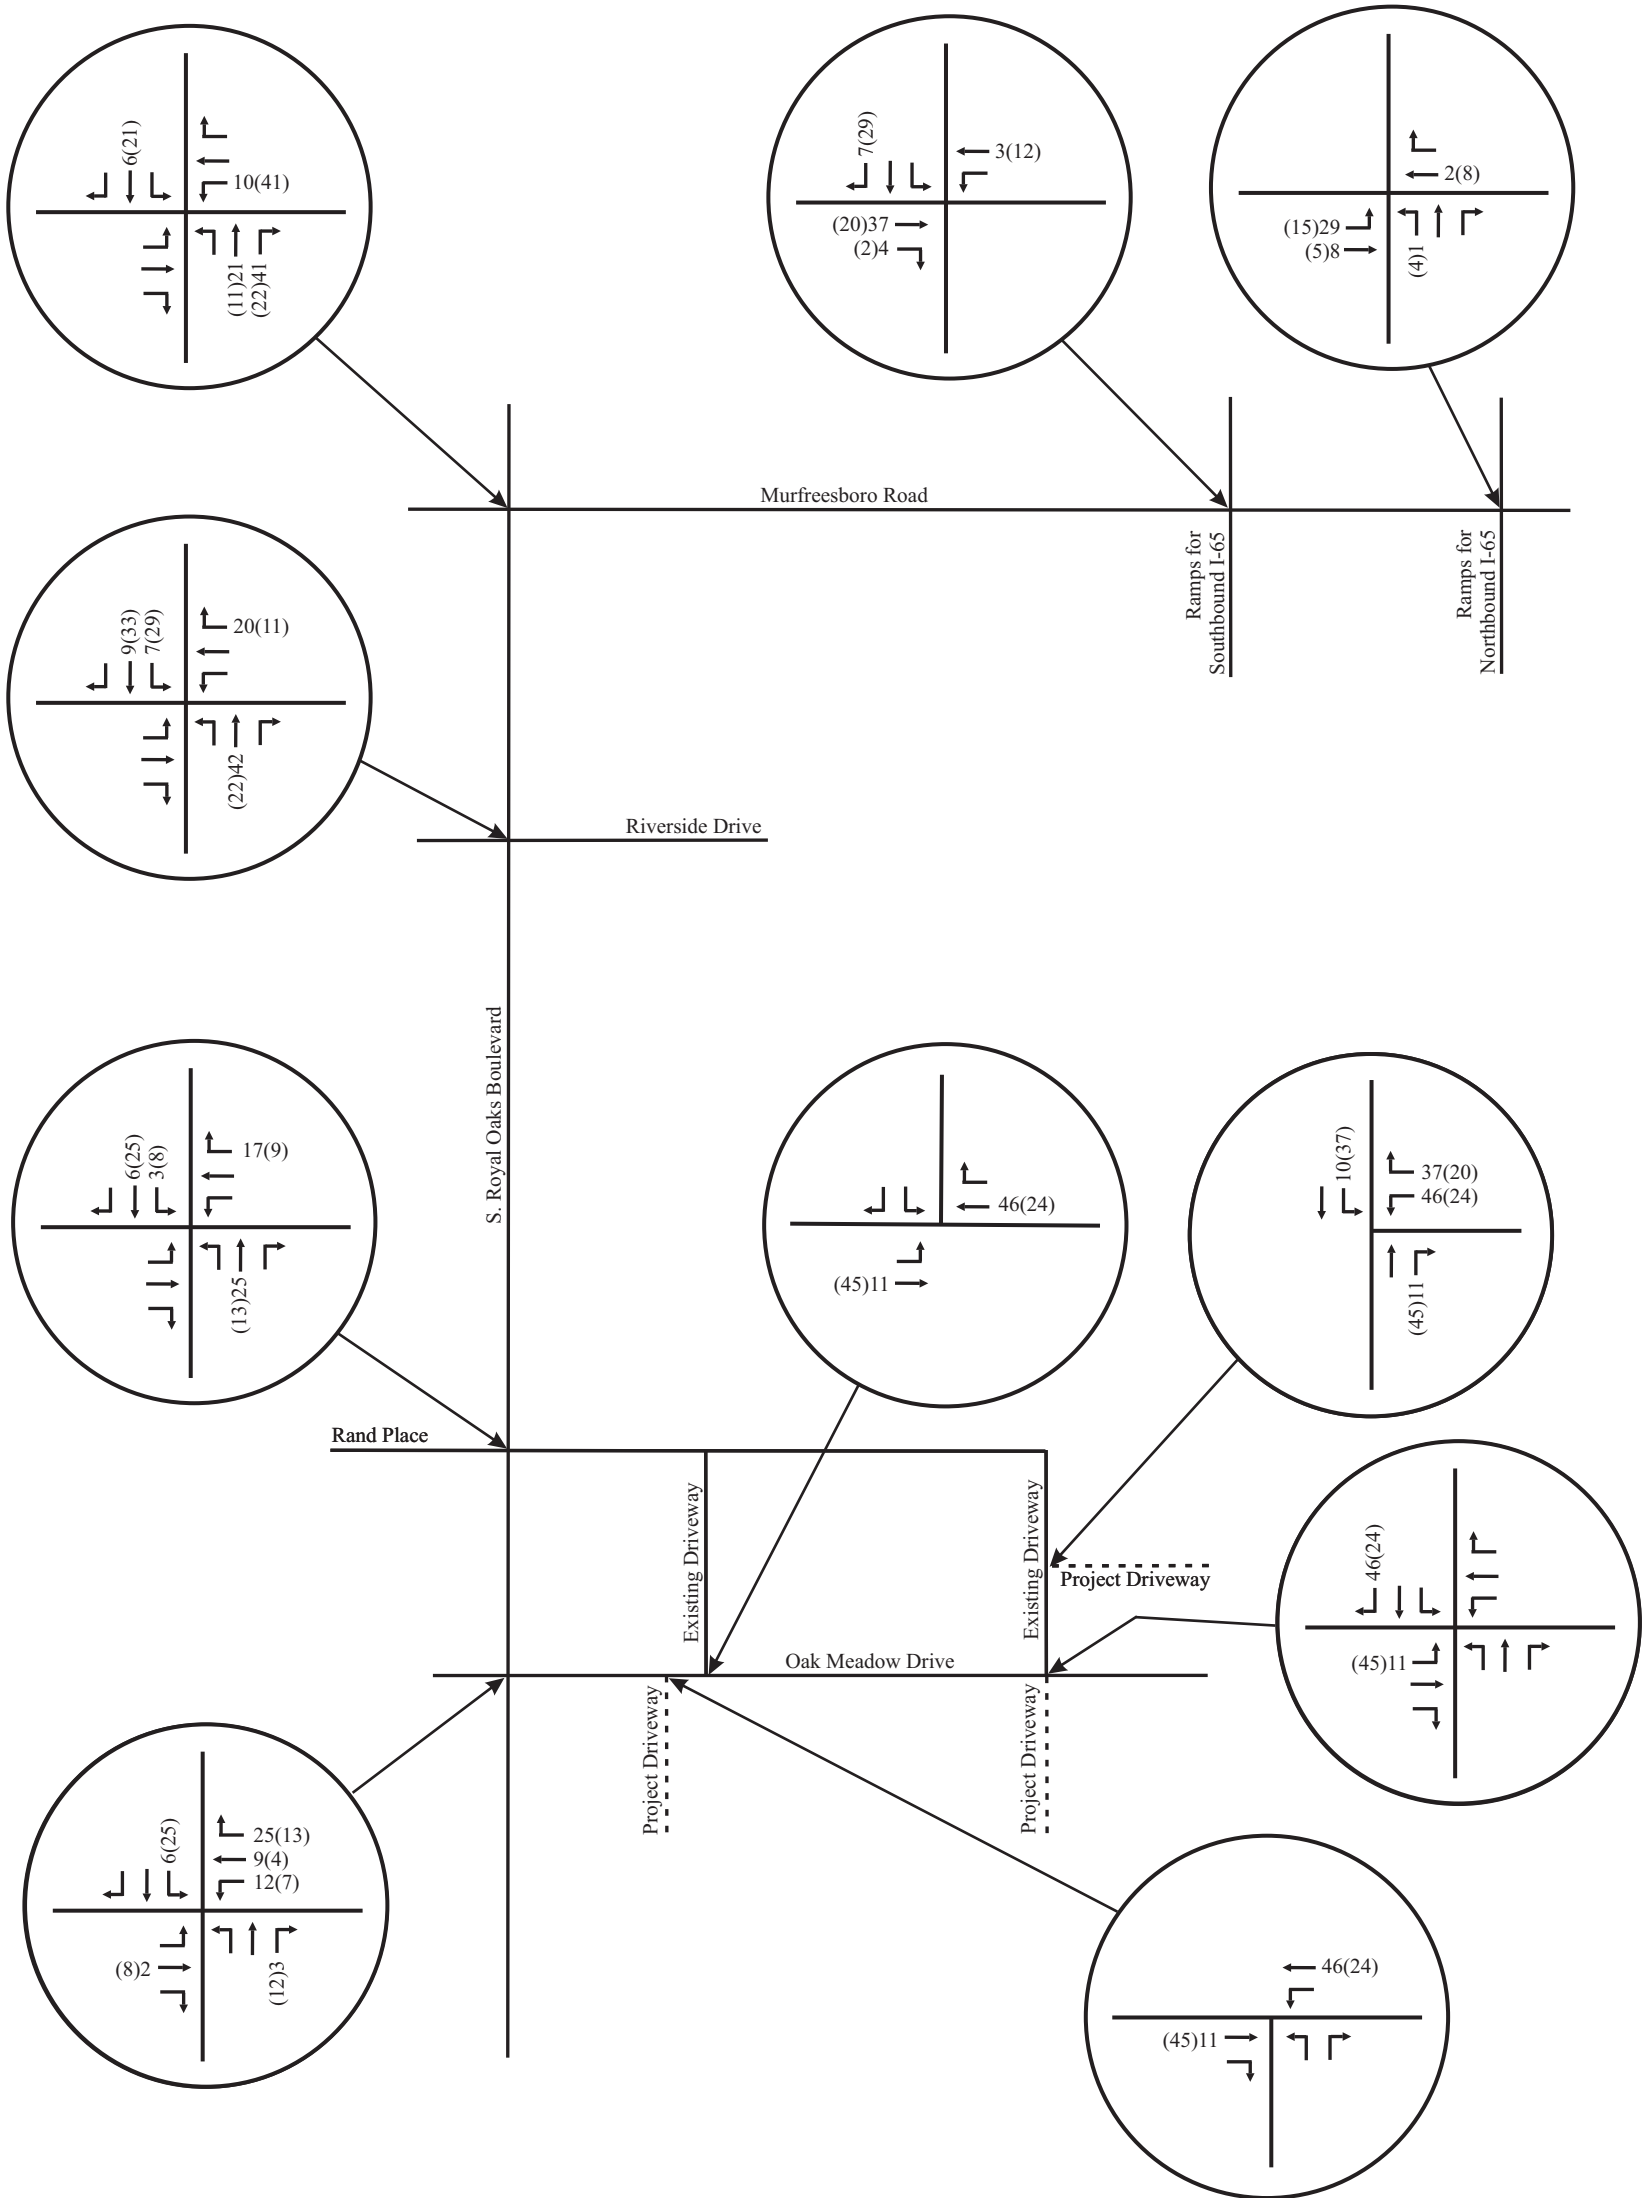 6(21)
10(41)
(11)21
(22)41
7(29)
3(12)
(20)37
(2)4
2(8)
(15)29
(5)8
(4)1
Murfreesboro Road
Ramps for
Southbound I-65
Ramps for
Northbound I-65
9(33)
7(29)
20(11)
(22)42
Riverside Drive
S. Royal Oaks Boulevard
6(25)
3(8)
17(9)
(13)25
46(24)
(45)11
10(37)
37(20)
46(24)
(45)11
Rand Place
Existing Driveway
Existing Driveway
Project Driveway
46(24)
(45)11
Oak Meadow Drive
Project Driveway
Project Driveway
6(25)
25(13)
9(4)
12(7)
(8)2
(12)3
46(24)
(45)11